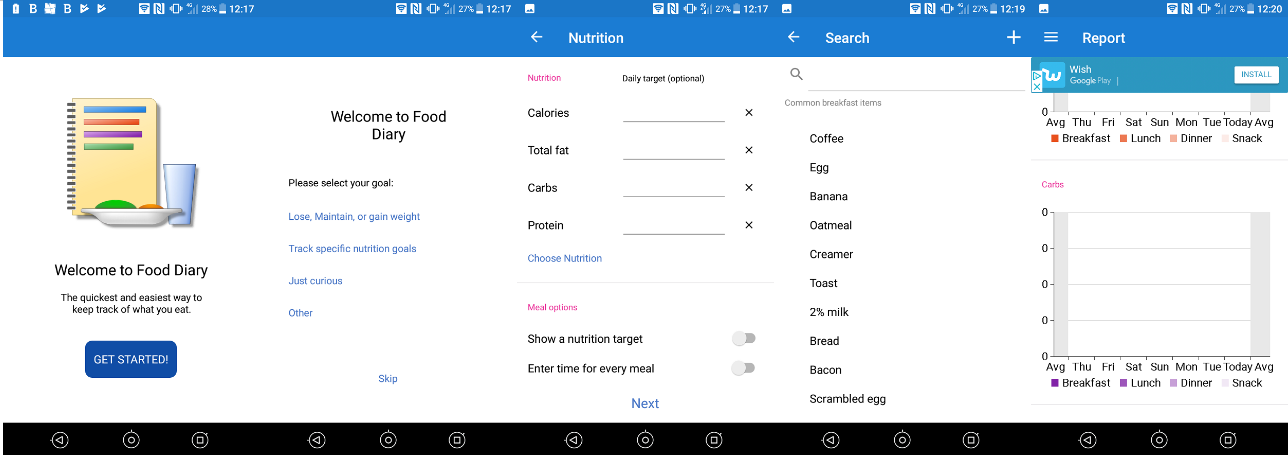 28% 12:17
Welcome to Food Diary
The quickest and easiest way to
keep track of what you eat.
GET STARTED!
27% 12:17
Welcome to Food
Diary
Please select your goal:
Lose, Maintain, or gain weight
Track specific nutrition goals
Just curious
Other
Skip
27% 12:17
Nutrition
Nutrition Daily target (optional)
Calories
Total fat
Carbs
Protein
Choose Nutrition
Meal options
Show a nutrition target
Enter time for every meal
Next
27% 12:19
Search
Common breakfast items
Coffee
Egg
Banana
Oatmeal
Creamer
Toast
2% milk
Bread
Bacon
Scrambled egg
27% 12:20
Report
Wish
Google Play
INSTALL
0
Avg Thu Fri Sat Sun Mon Tue Today Avg
Breakfast Lunch Dinner Snack
Carbs
0
0
0
0
0
Avg Thu Fri Sat Sun Mon Tue Today Avg
Breakfast Lunch Dinner Snack